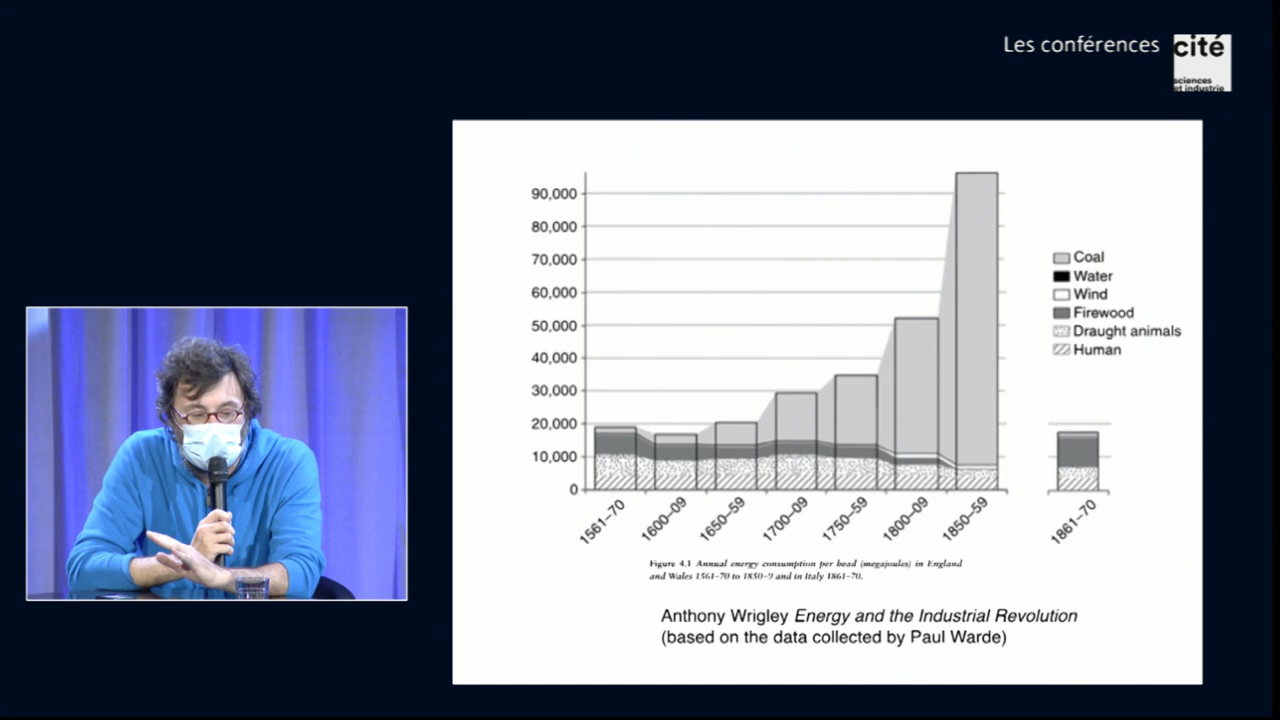 Les conférences
cité
sciences
et industrie
90,000
80,000
70,000
60,000
50,000
40,000
30,000
20,000
10,000
0
1561–70
1600–09
1650–59
1700–09
1750–59
1800–09
1850–59
1861–70
Coal
Water
Wind
Firewood
Draught animals
Human
Figure 4.1 Annual energy consumption per head (megajoules) in England
and Wales 1561–70 to 1850–9 and in Italy 1861–70.
Anthony Wrigley Energy and the Industrial Revolution
(based on the data collected by Paul Warde)